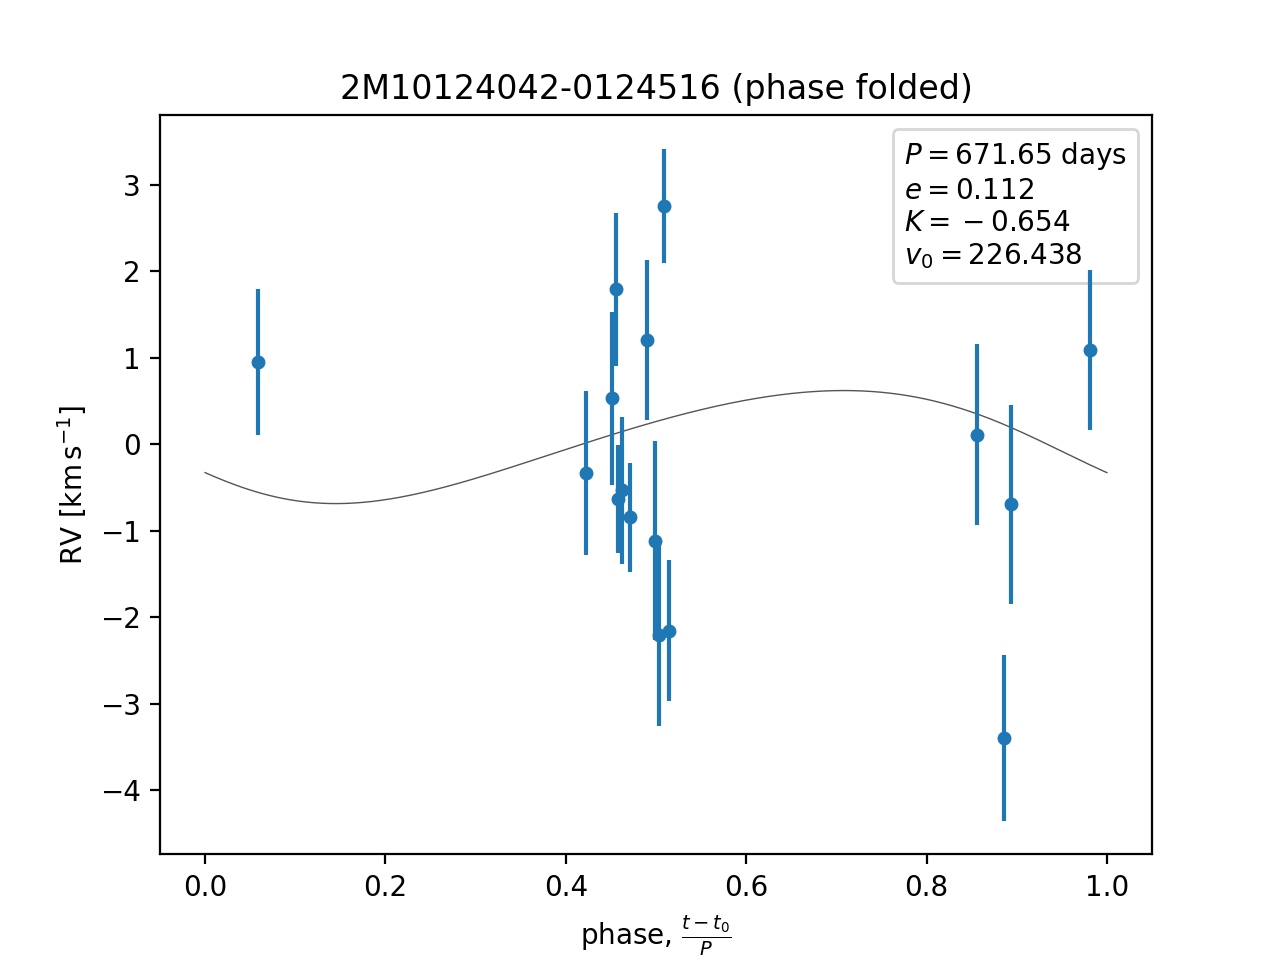 2M10124042-0124516 (phase folded)
P = 671.65 days
e = 0.112
K = −0.654
v₀ = 226.438
RV [km s⁻¹]
3
2
1
0
−1
−2
−3
−4
0.0 0.2 0.4 0.6 0.8 1.0
phase, (t − t₀)/P